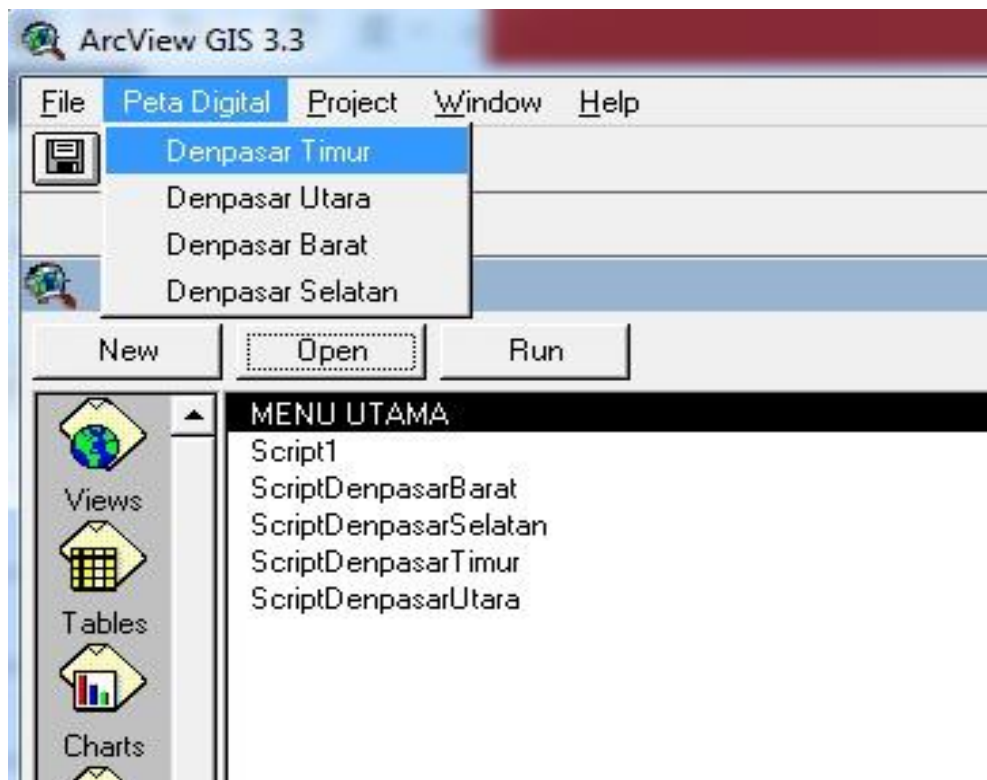 ArcView GIS 3.3
File Peta Digital Project Window Help
Denpasar Timur
Denpasar Utara
Denpasar Barat
Denpasar Selatan
New Open Run
MENU UTAMA
Script1
ScriptDenpasarBarat
ScriptDenpasarSelatan
ScriptDenpasarTimur
ScriptDenpasarUtara
Views
Tables
Charts